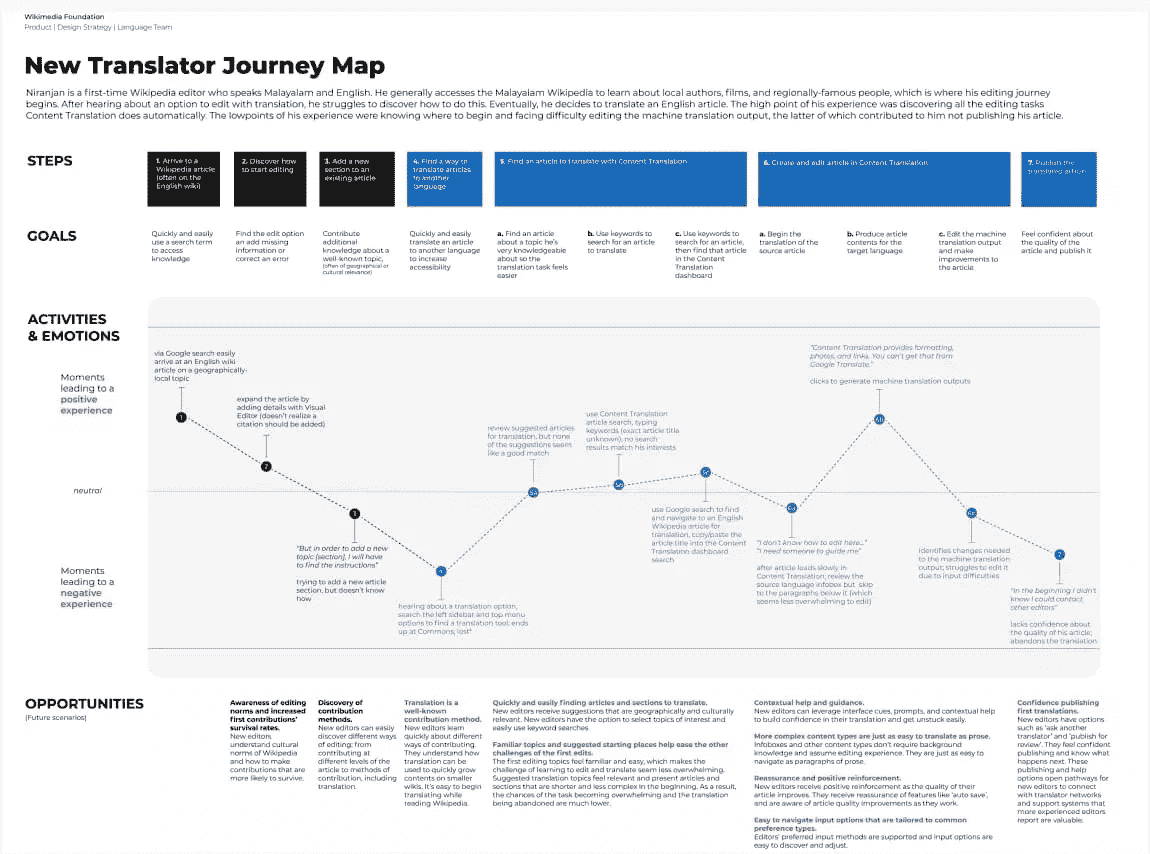 Wikimedia Foundation
Product | Design Strategy | Language Team
New Translator Journey Map
Niranjan is a first-time Wikipedia editor who speaks Malayalam and English. He generally accesses the Malayalam Wikipedia to learn about local authors, films, and regionally-famous people, which is where his editing journey
begins. After hearing about an option to edit with translation, he struggles to discover how to do this. Eventually, he decides to translate an English article. The high point of his experience was discovering all the editing tasks
Content Translation does automatically. The lowpoints of his experience were knowing where to begin and facing difficulty editing the machine translation output, the latter of which contributed to him not publishing his article.
STEPS
1. Arrive to a
Wikipedia article
(often on the
English wiki)
2. Discover how
to start editing
3. Add a new
section to an
existing article
4. Find a way to
translate articles
to another
language
5. Find an article to translate with Content Translation
6. Create and edit article in Content Translation
7. Publish the
translated article
GOALS
Quickly and easily
use a search term
to access
knowledge
Find the edit option
an add missing
information or
correct an error
Contribute
additional
knowledge about a
well-known topic,
(often of geographical or
cultural relevance)
Quickly and easily
translate an article
to another language
to increase
accessibility
a. Find an article
about a topic he's
very knowledgeable
about so the
translation task feels
easier
b. Use keywords to
search for an article
to translate
c. Use keywords to
search for an article,
then find that article
in the Content
Translation
dashboard
a. Begin the
translation of the
source article
b. Produce article
contents for the
target language
c. Edit the machine
translation output
and make
improvements to
the article
Feel confident about
the quality of the
article and publish it
ACTIVITIES
& EMOTIONS
Moments
leading to a
positive
experience
neutral
Moments
leading to a
negative
experience
via Google search easily
arrive at an English wiki
article on a geographically-
local topic
1
expand the article by
adding details with Visual
Editor (doesn't realize a
citation should be added)
2
3
"But in order to add a new
topic [section], I will have
to find the instructions"
trying to add a new article
section, but doesn't know
how
4
hearing about a translation option,
search the left sidebar and top menu
options to find a translation tool; ends
up at Commons, lost"
review suggested articles
for translation, but none
of the suggestions seem
like a good match
5a
use Content Translation
article search, typing
keywords (exact article title
unknown); no search
results match his interests
5b
5c
use Google search to find
and navigate to an English
Wikipedia article for
translation, copy/paste the
article title into the Content
Translation dashboard
search
6a
"I don't know how to edit here..."
"I need someone to guide me"
after article loads slowly in
Content Translation, review the
source language infobox but skip
to the paragraphs below it (which
seems less overwhelming to edit)
"Content Translation provides formatting,
photos, and links. You can't get that from
Google Translate."
clicks to generate machine translation outputs
6b
6c
identifies changes needed
to the machine translation
output; struggles to edit it
due to input difficulties
7
"In the beginning I didn't
know I could contact
other editors"
lacks confidence about
the quality of his article;
abandons the translation
OPPORTUNITIES
(Future scenarios)
Awareness of editing
norms and increased
first contributions'
survival rates.
New editors
understand cultural
norms of Wikipedia
and how to make
contributions that are
more likely to survive.
Discovery of
contribution
methods.
New editors can easily
discover different ways
of editing; from
contributing at
different levels of the
article to methods of
contribution, including
translation.
Translation is a
well-known
contribution method.
New editors learn
quickly about different
ways of contributing.
They understand how
translation can be
used to quickly grow
contents on smaller
wikis. It's easy to begin
translating while
reading Wikipedia.
Quickly and easily finding articles and sections to translate.
New editors receive suggestions that are geographically and culturally
relevant. New editors have the option to select topics of interest and
easily use keyword searches
Familiar topics and suggested starting places help ease the other
challenges of the first edits.
The first editing topics feel familiar and easy, which makes the
challenge of learning to edit and translate seem less overwhelming.
Suggested translation topics feel relevant and present articles and
sections that are shorter and less complex in the beginning. As a result,
the chances of the task becoming overwhelming and the translation
being abandoned are much lower.
Contextual help and guidance.
New editors can leverage interface cues, prompts, and contextual help
to build confidence in their translation and get unstuck easily.
More complex content types are just as easy to translate as prose.
Infoboxes and other content types don't require background
knowledge and assume editing experience. They are just as easy to
navigate as paragraphs of prose.
Reassurance and positive reinforcement.
New editors receive positive reinforcement as the quality of their
article improves. They receive reassurance of features like 'auto save',
and are aware of article quality improvements as they work.
Easy to navigate input options that are tailored to common
preference types.
Editors' preferred input methods are supported and input options are
easy to discover and adjust.
Confidence publishing
first translations.
New editors have options
such as 'ask another
translator' and 'publish for
review'. They feel confident
publishing and know what
happens next. These
publishing and help
options open pathways for
new editors to connect
with translator networks
and support systems that
more experienced editors
report are valuable.